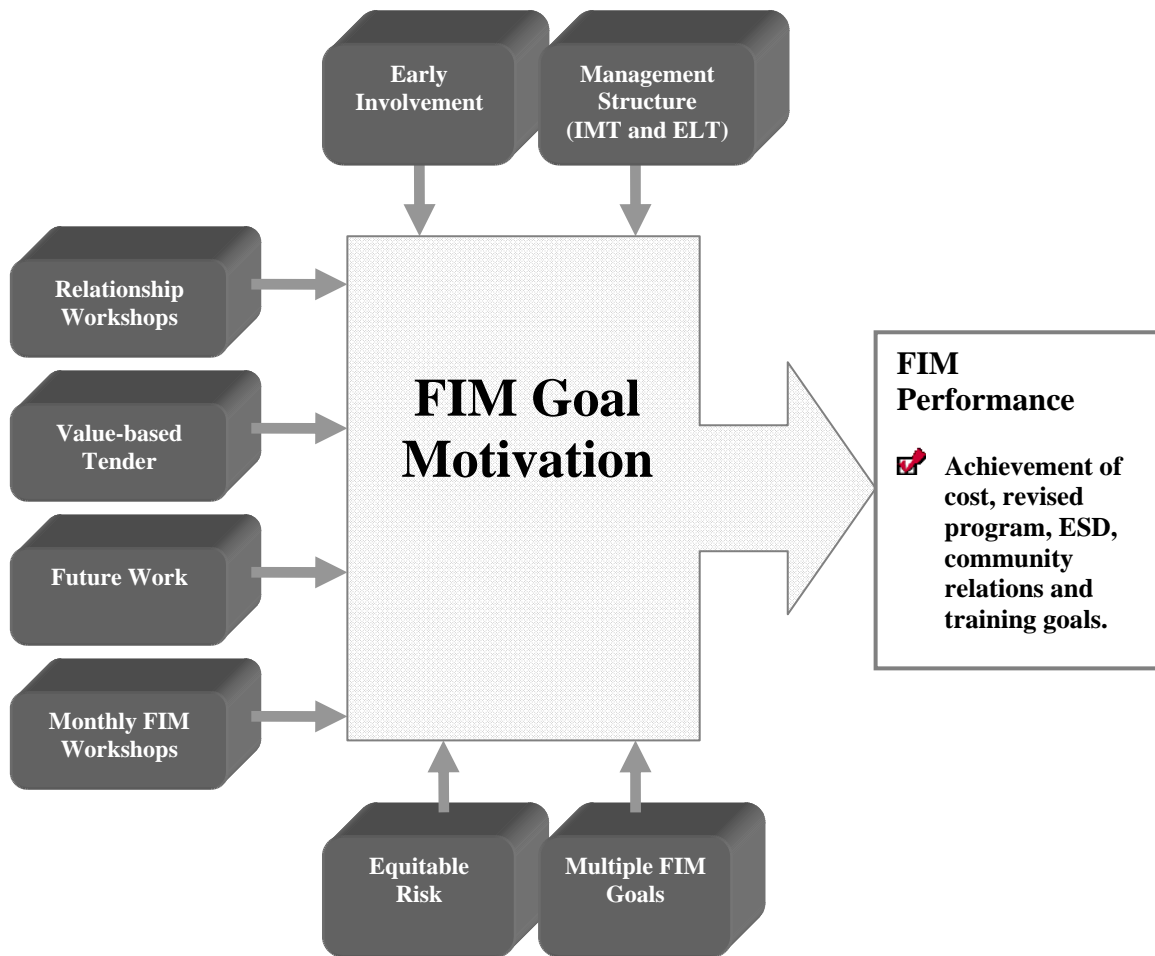 Early
Involvement
Management
Structure
(IMT and ELT)
Relationship
Workshops
Value-based
Tender
Future Work
Monthly FIM
Workshops
FIM Goal
Motivation
FIM
Performance
Achievement of
cost, revised
program, ESD,
community
relations and
training goals.
Equitable
Risk
Multiple FIM
Goals